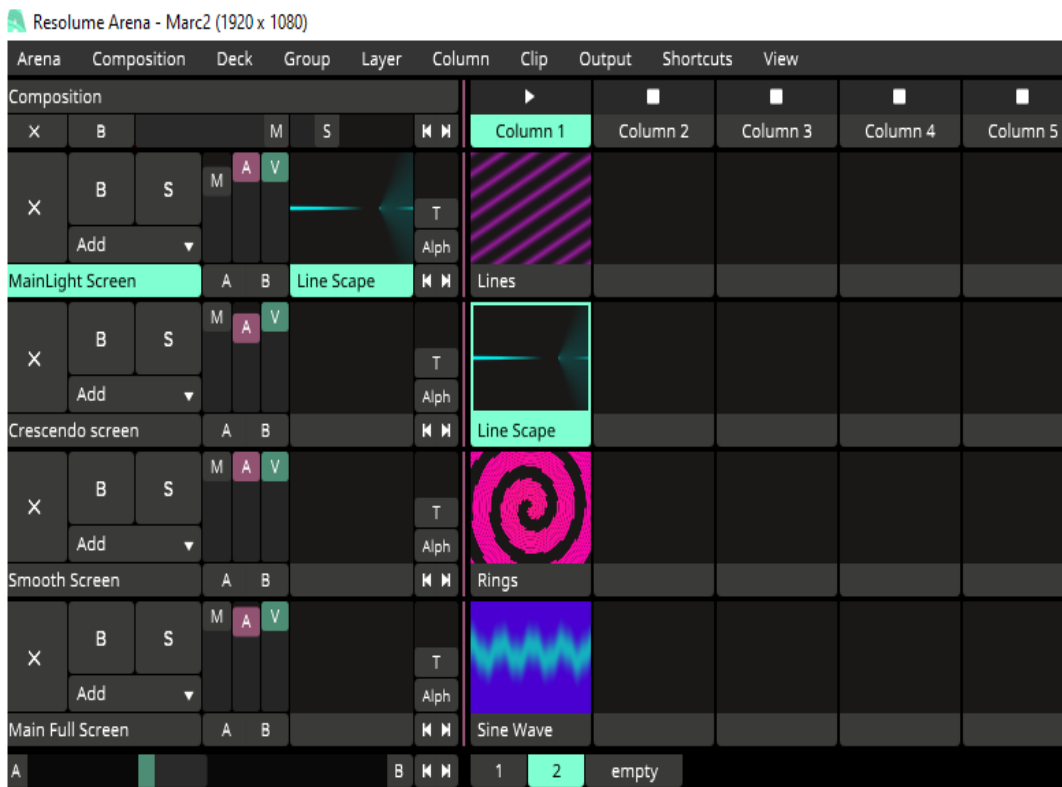 Resolume Arena - Marc2 (1920 x 1080)
Arena Composition Deck Group Layer Column Clip Output Shortcuts View
Composition
X B M S Column 1 Column 2 Column 3 Column 4 Column 5
M A V
B S
T
Add Alph
MainLight Screen A B Line Scape Lines
M A V
B S
T
Add Alph
Crescendo screen A B Line Scape
M A V
B S
T
Add Alph
Smooth Screen A B Rings
M A V
B S
T
Add Alph
Main Full Screen A B Sine Wave
A B 1 2 empty